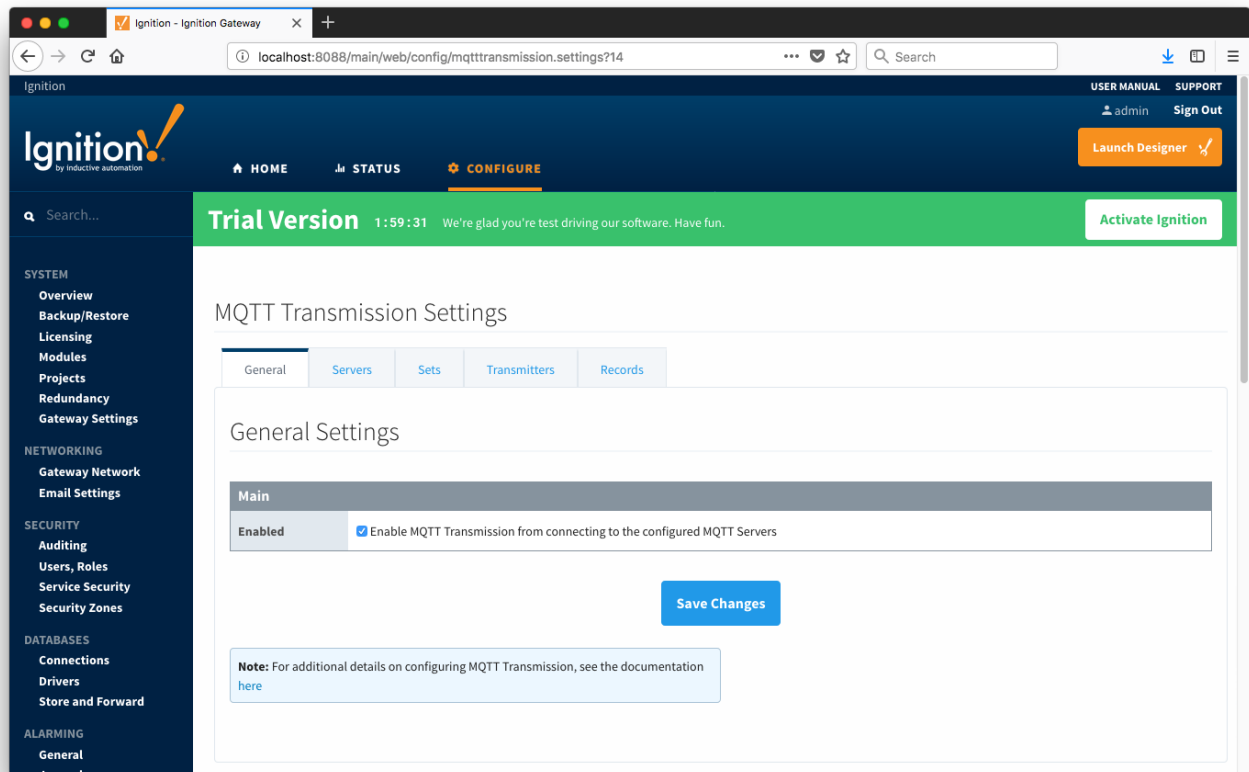 Ignition - Ignition Gateway
localhost:8088/main/web/config/mqtttransmission.settings?14
Search
Ignition
USER MANUAL SUPPORT
admin Sign Out
Ignition!
by inductive automation
Launch Designer
HOME STATUS CONFIGURE
Search...
Trial Version 1:59:31 We're glad you're test driving our software. Have fun.
Activate Ignition
SYSTEM
Overview
Backup/Restore
Licensing
Modules
Projects
Redundancy
Gateway Settings
NETWORKING
Gateway Network
Email Settings
SECURITY
Auditing
Users, Roles
Service Security
Security Zones
DATABASES
Connections
Drivers
Store and Forward
ALARMING
General
MQTT Transmission Settings
General Servers Sets Transmitters Records
General Settings
Main
Enabled Enable MQTT Transmission from connecting to the configured MQTT Servers
Save Changes
Note: For additional details on configuring MQTT Transmission, see the documentation
here